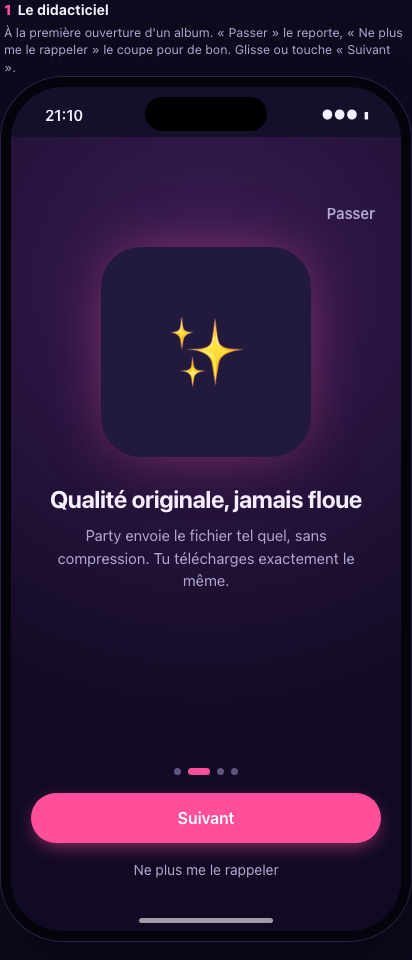 1 Le didacticiel
À la première ouverture d'un album. « Passer » le reporte, « Ne plus
me le rappeler » le coupe pour de bon. Glisse ou touche « Suivant
».
21:10
Passer
Qualité originale, jamais floue
Party envoie le fichier tel quel, sans
compression. Tu télécharges exactement le
même.
Suivant
Ne plus me le rappeler